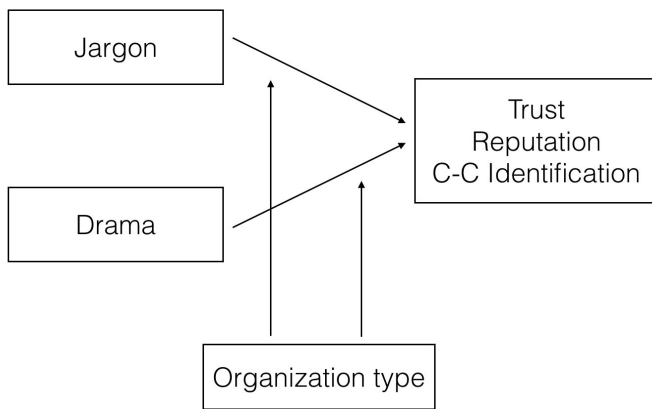 Jargon
Trust
Reputation
C-C Identification
Drama
Organization type